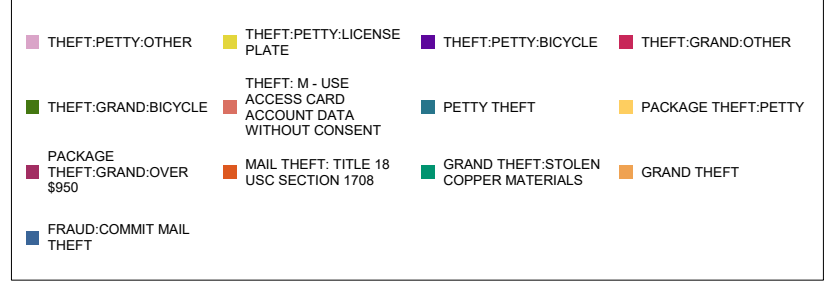 THEFT:PETTY:OTHER
THEFT:PETTY:LICENSE
PLATE
THEFT:PETTY:BICYCLE
THEFT:GRAND:OTHER
THEFT:GRAND:BICYCLE
THEFT: M - USE
ACCESS CARD
ACCOUNT DATA
WITHOUT CONSENT
PETTY THEFT
PACKAGE THEFT:PETTY
PACKAGE
THEFT:GRAND:OVER
$950
MAIL THEFT: TITLE 18
USC SECTION 1708
GRAND THEFT:STOLEN
COPPER MATERIALS
GRAND THEFT
FRAUD:COMMIT MAIL
THEFT